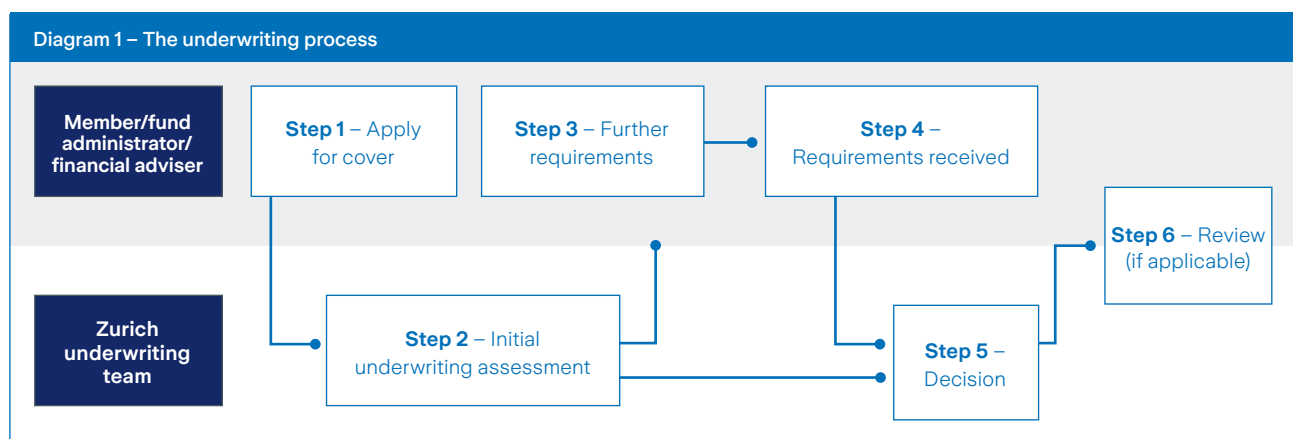 Diagram 1 – The underwriting process
Member/fund
administrator/
financial adviser
Step 1 – Apply
for cover
Step 3 – Further
requirements
Step 4 –
Requirements received
Step 6 – Review
(if applicable)
Zurich
underwriting
team
Step 2 – Initial
underwriting assessment
Step 5 –
Decision